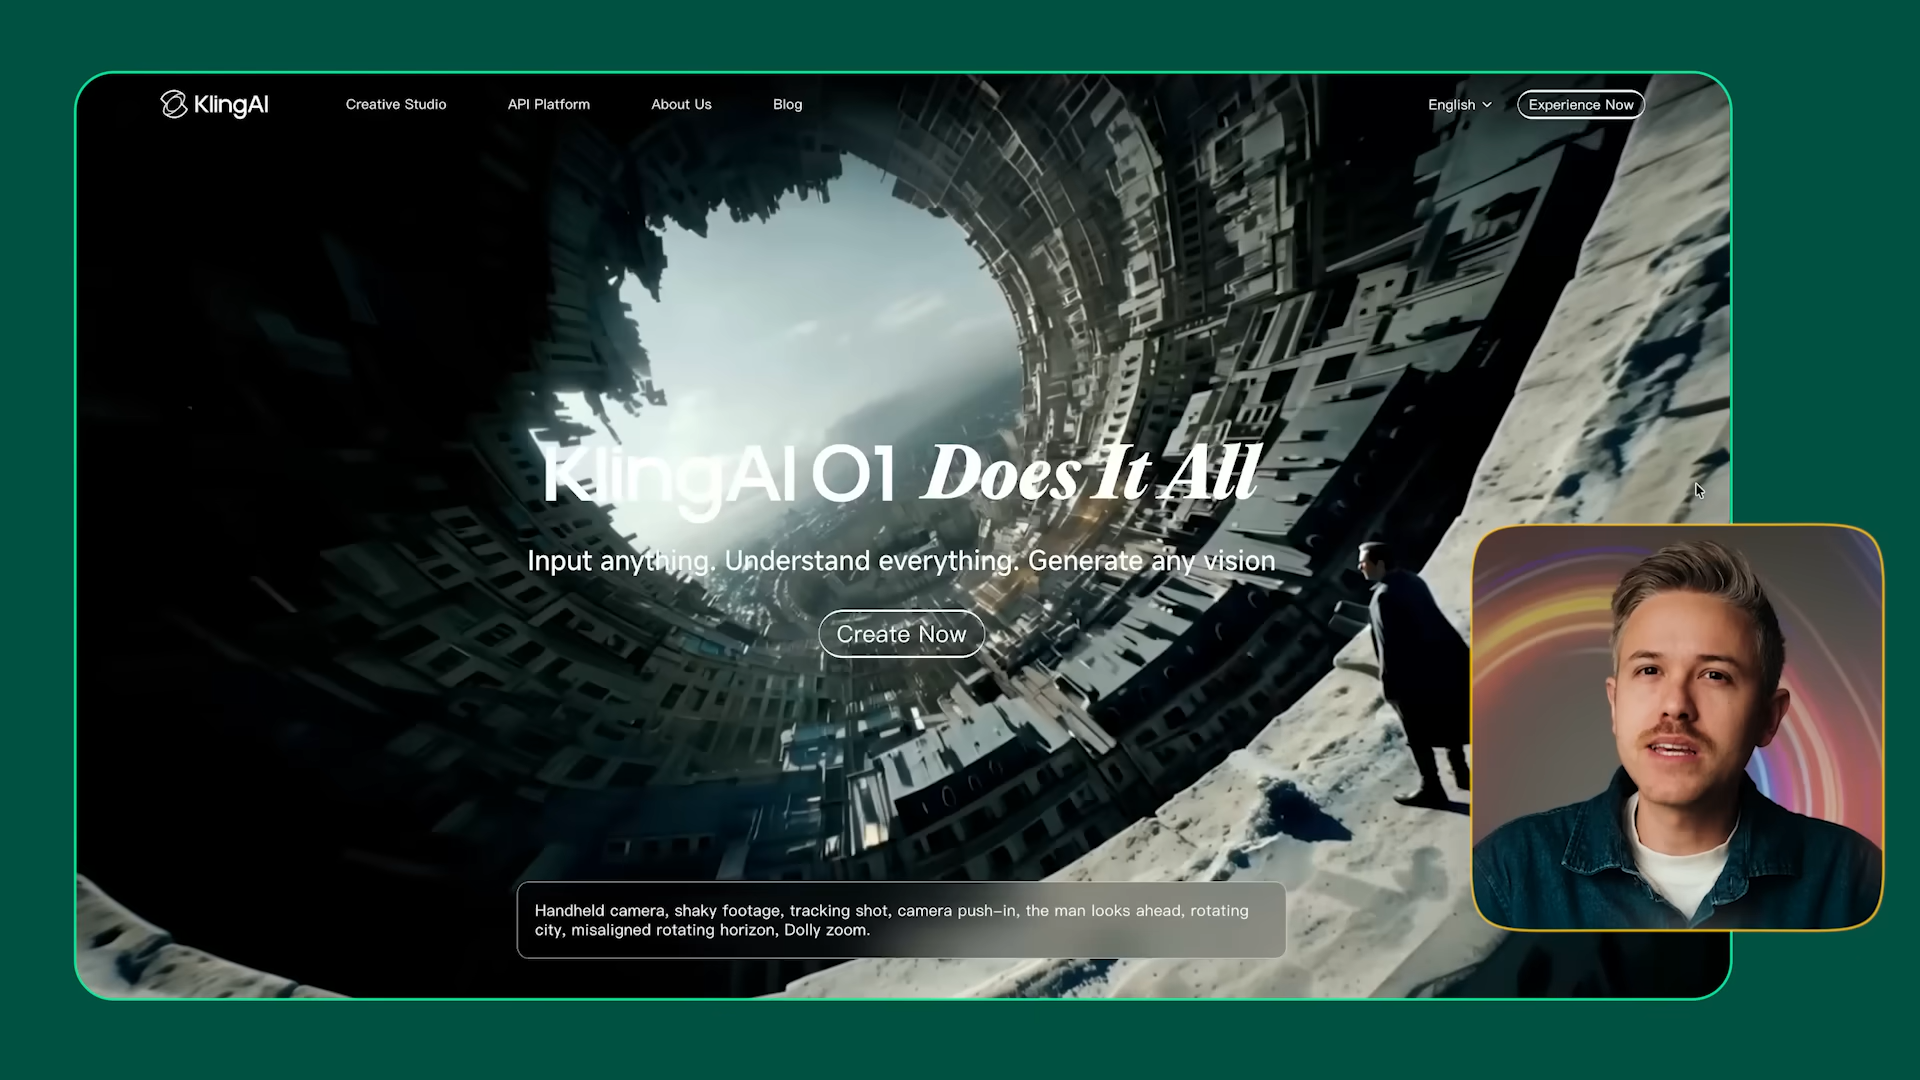 KlingAI
Creative Studio
API Platform
About Us
Blog
English
Experience Now
KlingAI O1 Does It All
Input anything. Understand everything. Generate any vision
Create Now
Handheld camera, shaky footage, tracking shot, camera push-in, the man looks ahead, rotating
city, misaligned rotating horizon, Dolly zoom.